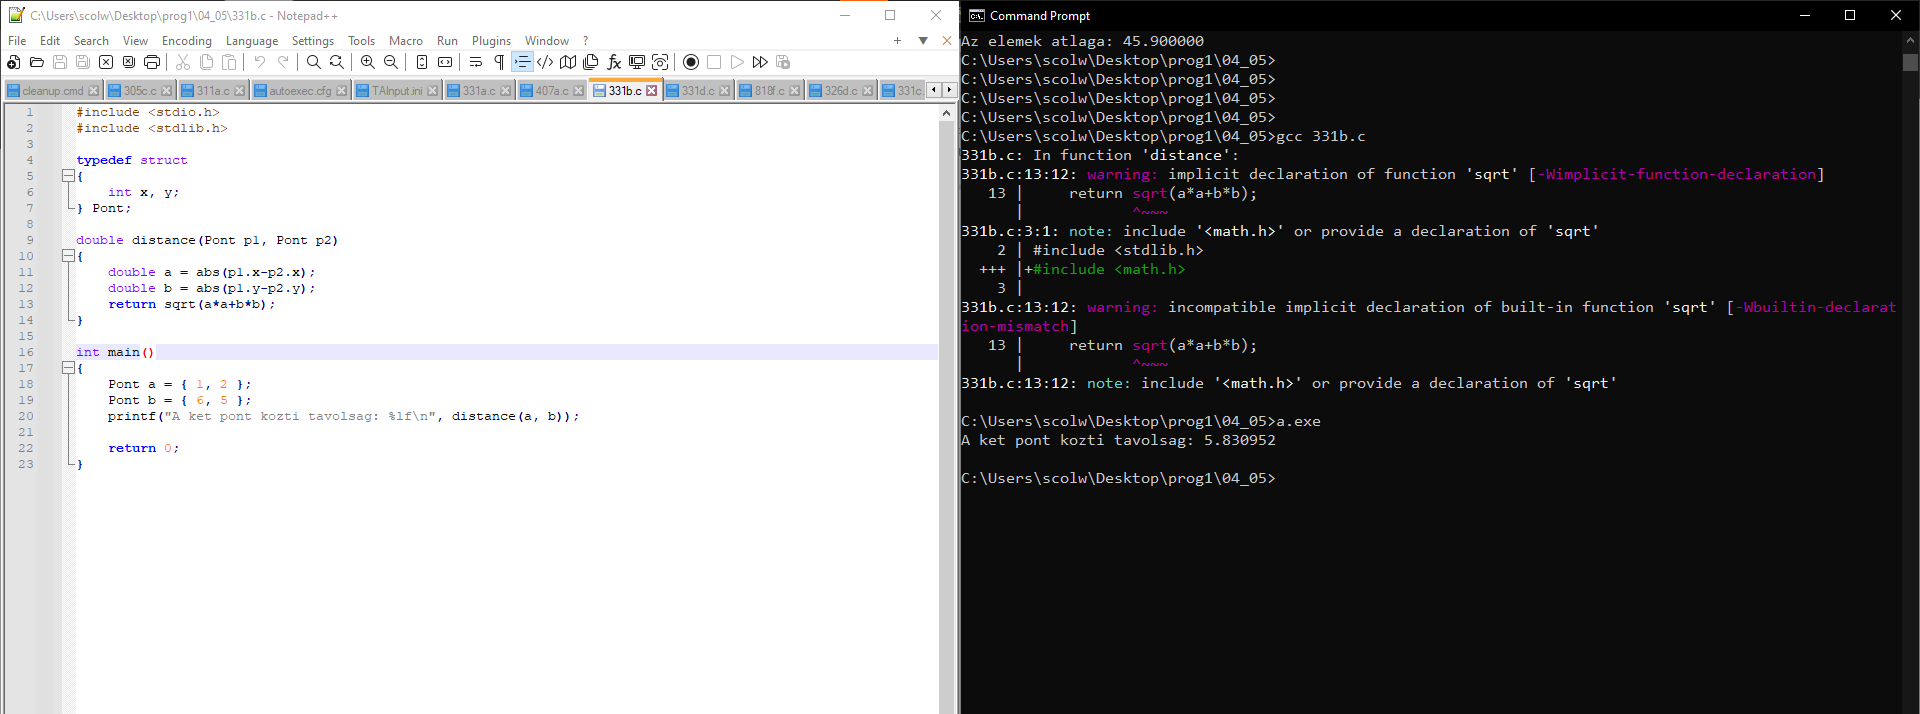 C:\Users\scolw\Desktop\prog1\04_05\331b.c - Notepad++
File Edit Search View Encoding Language Settings Tools Macro Run Plugins Window ? + ▼ X
cleanup.cmd 305c.c 311a.c autoexec.cfg TAInput.ini 331a.c 407a.c 331b.c 331d.c 818f.c 326d.c 331c.
1 #include <stdio.h>
2 #include <stdlib.h>
3
4 typedef struct
5 {
6     int x, y;
7 } Pont;
8
9 double distance(Pont p1, Pont p2)
10 {
11     double a = abs(p1.x-p2.x);
12     double b = abs(p1.y-p2.y);
13     return sqrt(a*a+b*b);
14 }
15
16 int main()
17 {
18     Pont a = { 1, 2 };
19     Pont b = { 6, 5 };
20     printf("A ket pont kozti tavolsag: %lf\n", distance(a, b));
21
22     return 0;
23 }
Command Prompt
Az elemek atlaga: 45.900000
C:\Users\scolw\Desktop\prog1\04_05>
C:\Users\scolw\Desktop\prog1\04_05>
C:\Users\scolw\Desktop\prog1\04_05>
C:\Users\scolw\Desktop\prog1\04_05>
C:\Users\scolw\Desktop\prog1\04_05>gcc 331b.c
331b.c: In function 'distance':
331b.c:13:12: warning: implicit declaration of function 'sqrt' [-Wimplicit-function-declaration]
   13 |     return sqrt(a*a+b*b);
      |            ^~~~
331b.c:3:1: note: include '<math.h>' or provide a declaration of 'sqrt'
    2 | #include <stdlib.h>
  +++ |+#include <math.h>
    3 |
331b.c:13:12: warning: incompatible implicit declaration of built-in function 'sqrt' [-Wbuiltin-declarat
ion-mismatch]
   13 |     return sqrt(a*a+b*b);
      |            ^~~~
331b.c:13:12: note: include '<math.h>' or provide a declaration of 'sqrt'
C:\Users\scolw\Desktop\prog1\04_05>a.exe
A ket pont kozti tavolsag: 5.830952
C:\Users\scolw\Desktop\prog1\04_05>